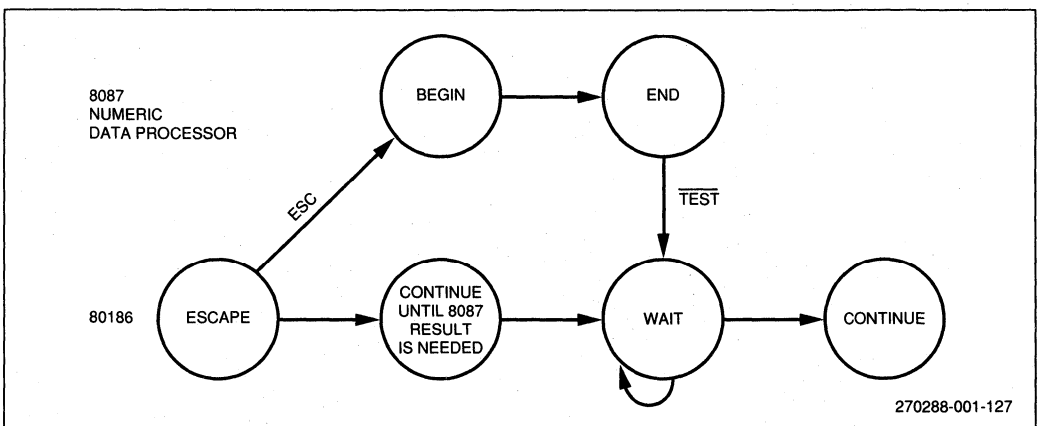 8087
NUMERIC
DATA PROCESSOR
BEGIN
END
ESC
TEST
80186
ESCAPE
CONTINUE
UNTIL 8087
RESULT
IS NEEDED
WAIT
CONTINUE
270288-001-127